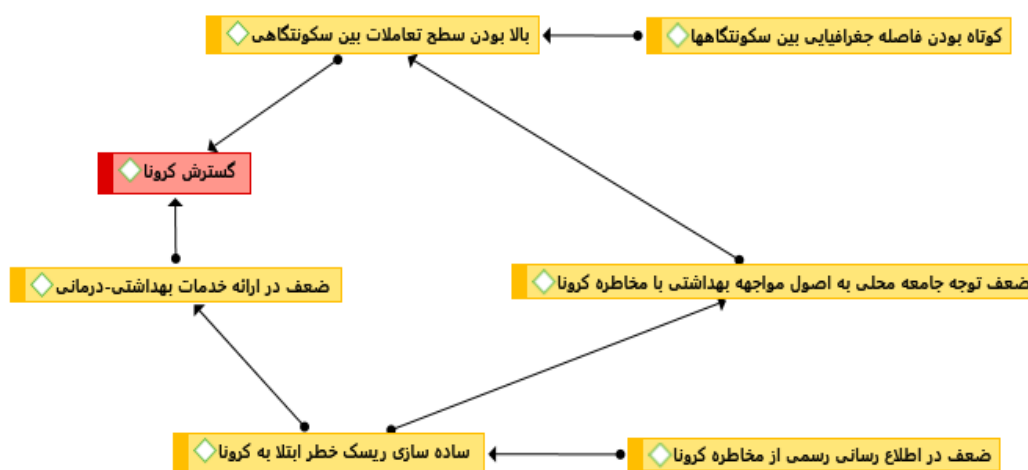 کوتاه بودن فاصله جغرافیایی بین سکونتگاهها
بالا بودن سطح تعاملات بین سکونتگاهی
گسترش کرونا
ضعف توجه جامعه محلی به اصول مواجهه بهداشتی با مخاطره کرونا
ضعف در ارائه خدمات بهداشتی-درمانی
ضعف در اطلاع رسانی رسمی از مخاطره کرونا
ساده سازی ریسک خطر ابتلا به کرونا